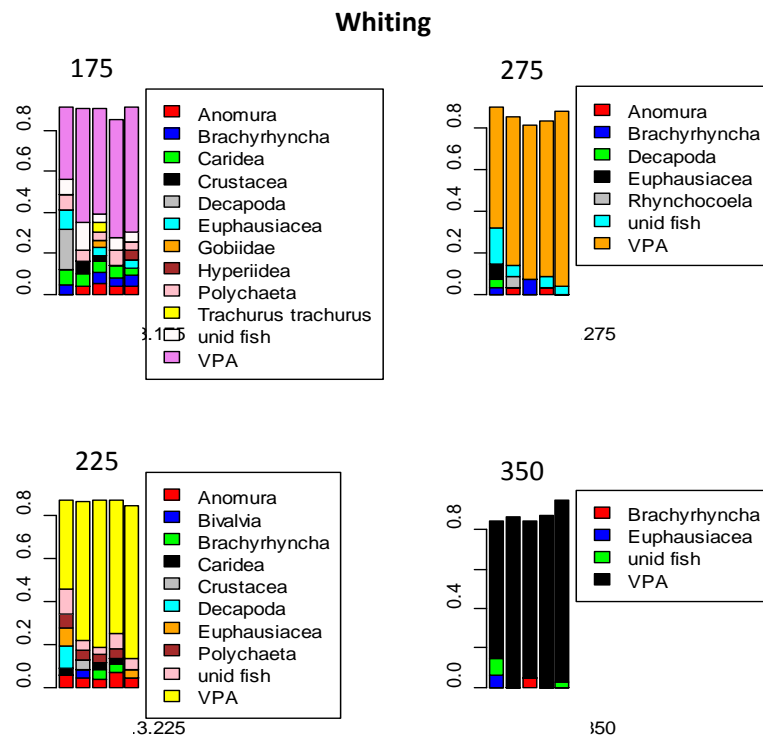 Whiting
175
0.0 0.2 0.4 0.6 0.8
Anomura
Brachyrhyncha
Caridea
Crustacea
Decapoda
Euphausiacea
Gobiidae
Hyperiidea
Polychaeta
Trachurus trachurus
unid fish
VPA
275
0.0 0.2 0.4 0.6 0.8
Anomura
Brachyrhyncha
Decapoda
Euphausiacea
Rhynchocoela
unid fish
VPA
275
225
0.0 0.2 0.4 0.6 0.8
Anomura
Bivalvia
Brachyrhyncha
Caridea
Crustacea
Decapoda
Euphausiacea
Polychaeta
unid fish
VPA
.3.225
350
0.0 0.4 0.8
Brachyrhyncha
Euphausiacea
unid fish
VPA
350